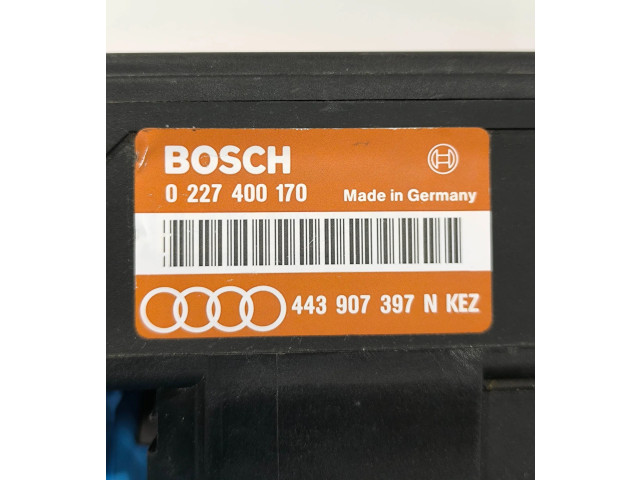 BOSCH
0 227 400 170 Made in Germany
443 907 397 N KEZ